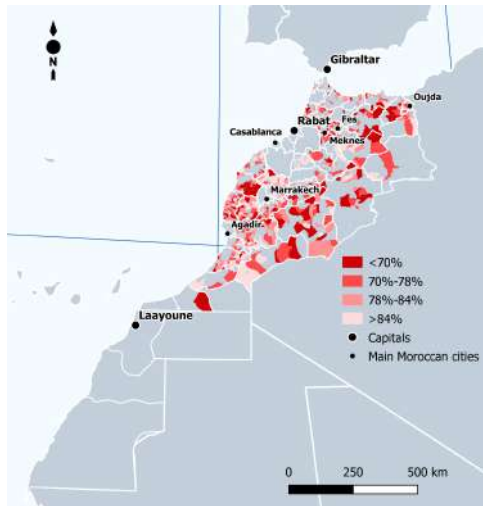 N
Gibraltar
Oujda
Rabat
Fes
Casablanca
Meknes
Marrakech
Agadir
<70%
70%-78%
78%-84%
>84%
Capitals
Main Moroccan cities
Laayoune
0 250 500 km